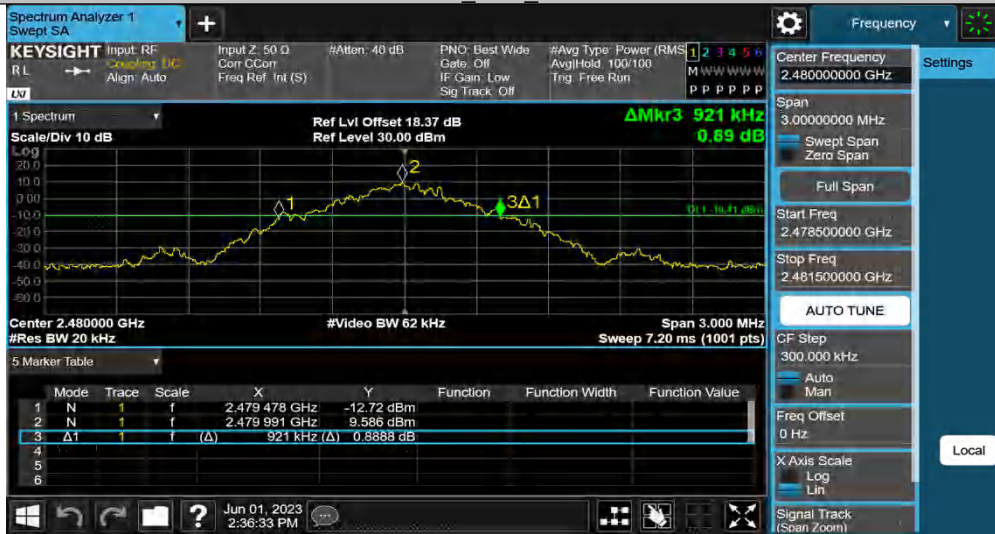 Spectrum Analyzer 1
Swept SA
+
Frequency
KEYSIGHT Input: RF
RL
Coupling: DC
Align: Auto
LXI
Input Z: 50 Ω
Corr CCorr
Freq Ref: Int (S)
#Atten: 40 dB
PNO: Best Wide
Gate: Off
IF Gain: Low
Sig Track: Off
#Avg Type: Power (RMS
Avg|Hold: 100/100
Trig: Free Run
1 2 3 4 5 6
M W W W W W
P P P P P P
1 Spectrum
Scale/Div 10 dB
Ref Lvl Offset 18.37 dB
Ref Level 30.00 dBm
ΔMkr3 921 kHz
0.89 dB
Log
20.0
10.0
0.00
-10.0
-20.0
-30.0
-40.0
-50.0
-60.0
1
2
3Δ1
Center 2.480000 GHz
#Res BW 20 kHz
#Video BW 62 kHz
Span 3.000 MHz
Sweep 7.20 ms (1001 pts)
5 Marker Table
Mode Trace Scale X Y Function Function Width Function Value
1 N 1 f 2.479 478 GHz -12.72 dBm
2 N 1 f 2.479 991 GHz 9.586 dBm
3 Δ1 1 f (Δ) 921 kHz (Δ) 0.8888 dB
4
5
6
?
Jun 01, 2023
2:36:33 PM
Center Frequency
2.480000000 GHz
Span
3.00000000 MHz
Swept Span
Zero Span
Full Span
Start Freq
2.478500000 GHz
Stop Freq
2.481500000 GHz
AUTO TUNE
CF Step
300.000 kHz
Auto
Man
Freq Offset
0 Hz
X Axis Scale
Log
Lin
Signal Track
(Span Zoom)
Settings
Local